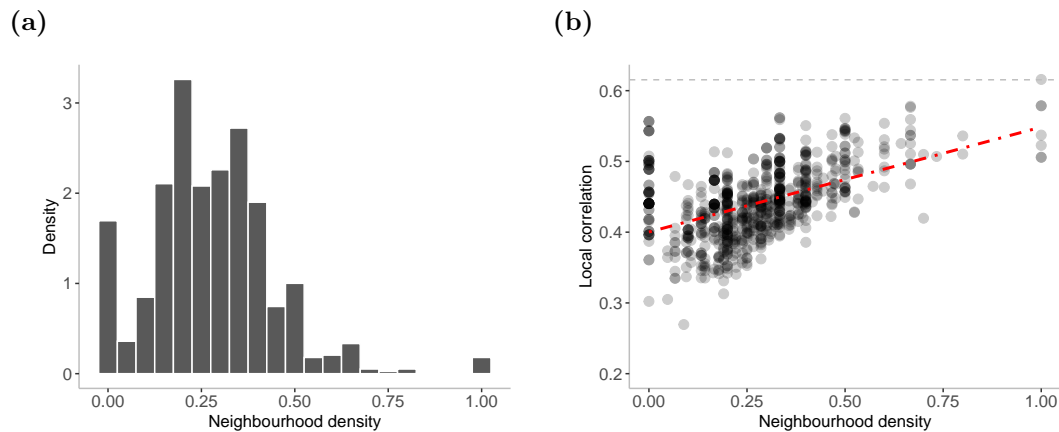 (a)
3
2
1
0
Density
0.00 0.25 0.50 0.75 1.00
Neighbourhood density
(b)
0.6
0.5
0.4
0.3
0.2
Local correlation
0.00 0.25 0.50 0.75 1.00
Neighbourhood density